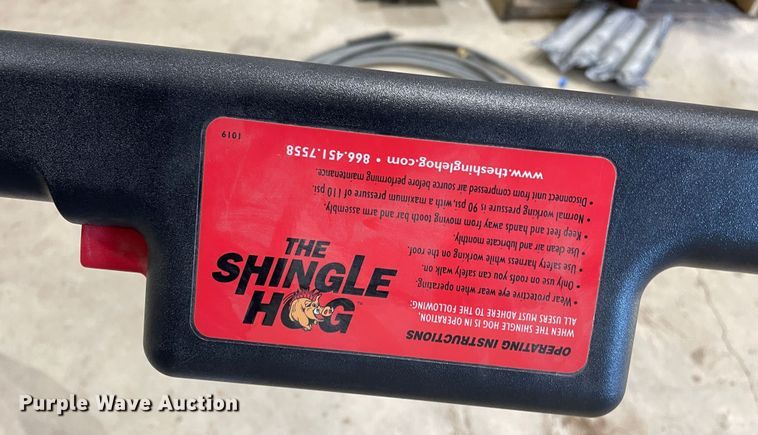 THE
SHINGLE
HOG™
OPERATING INSTRUCTIONS
WHEN THE SHINGLE HOG IS IN OPERATION,
ALL USERS MUST ADHERE TO THE FOLLOWING:
• Wear protective eye wear when operating.
• Only use on roofs you can safely walk on.
• Use safety harness while working on the roof.
• Use clean air and lubricate monthly.
• Keep feet and hands away from moving tooth bar and arm assembly.
• Normal working pressure is 90 psi, with a maximum pressure of 110 psi.
• Disconnect unit from compressed air source before performing maintenance.
www.theshinglehog.com • 866.451.7558
1019
Purple Wave Auction